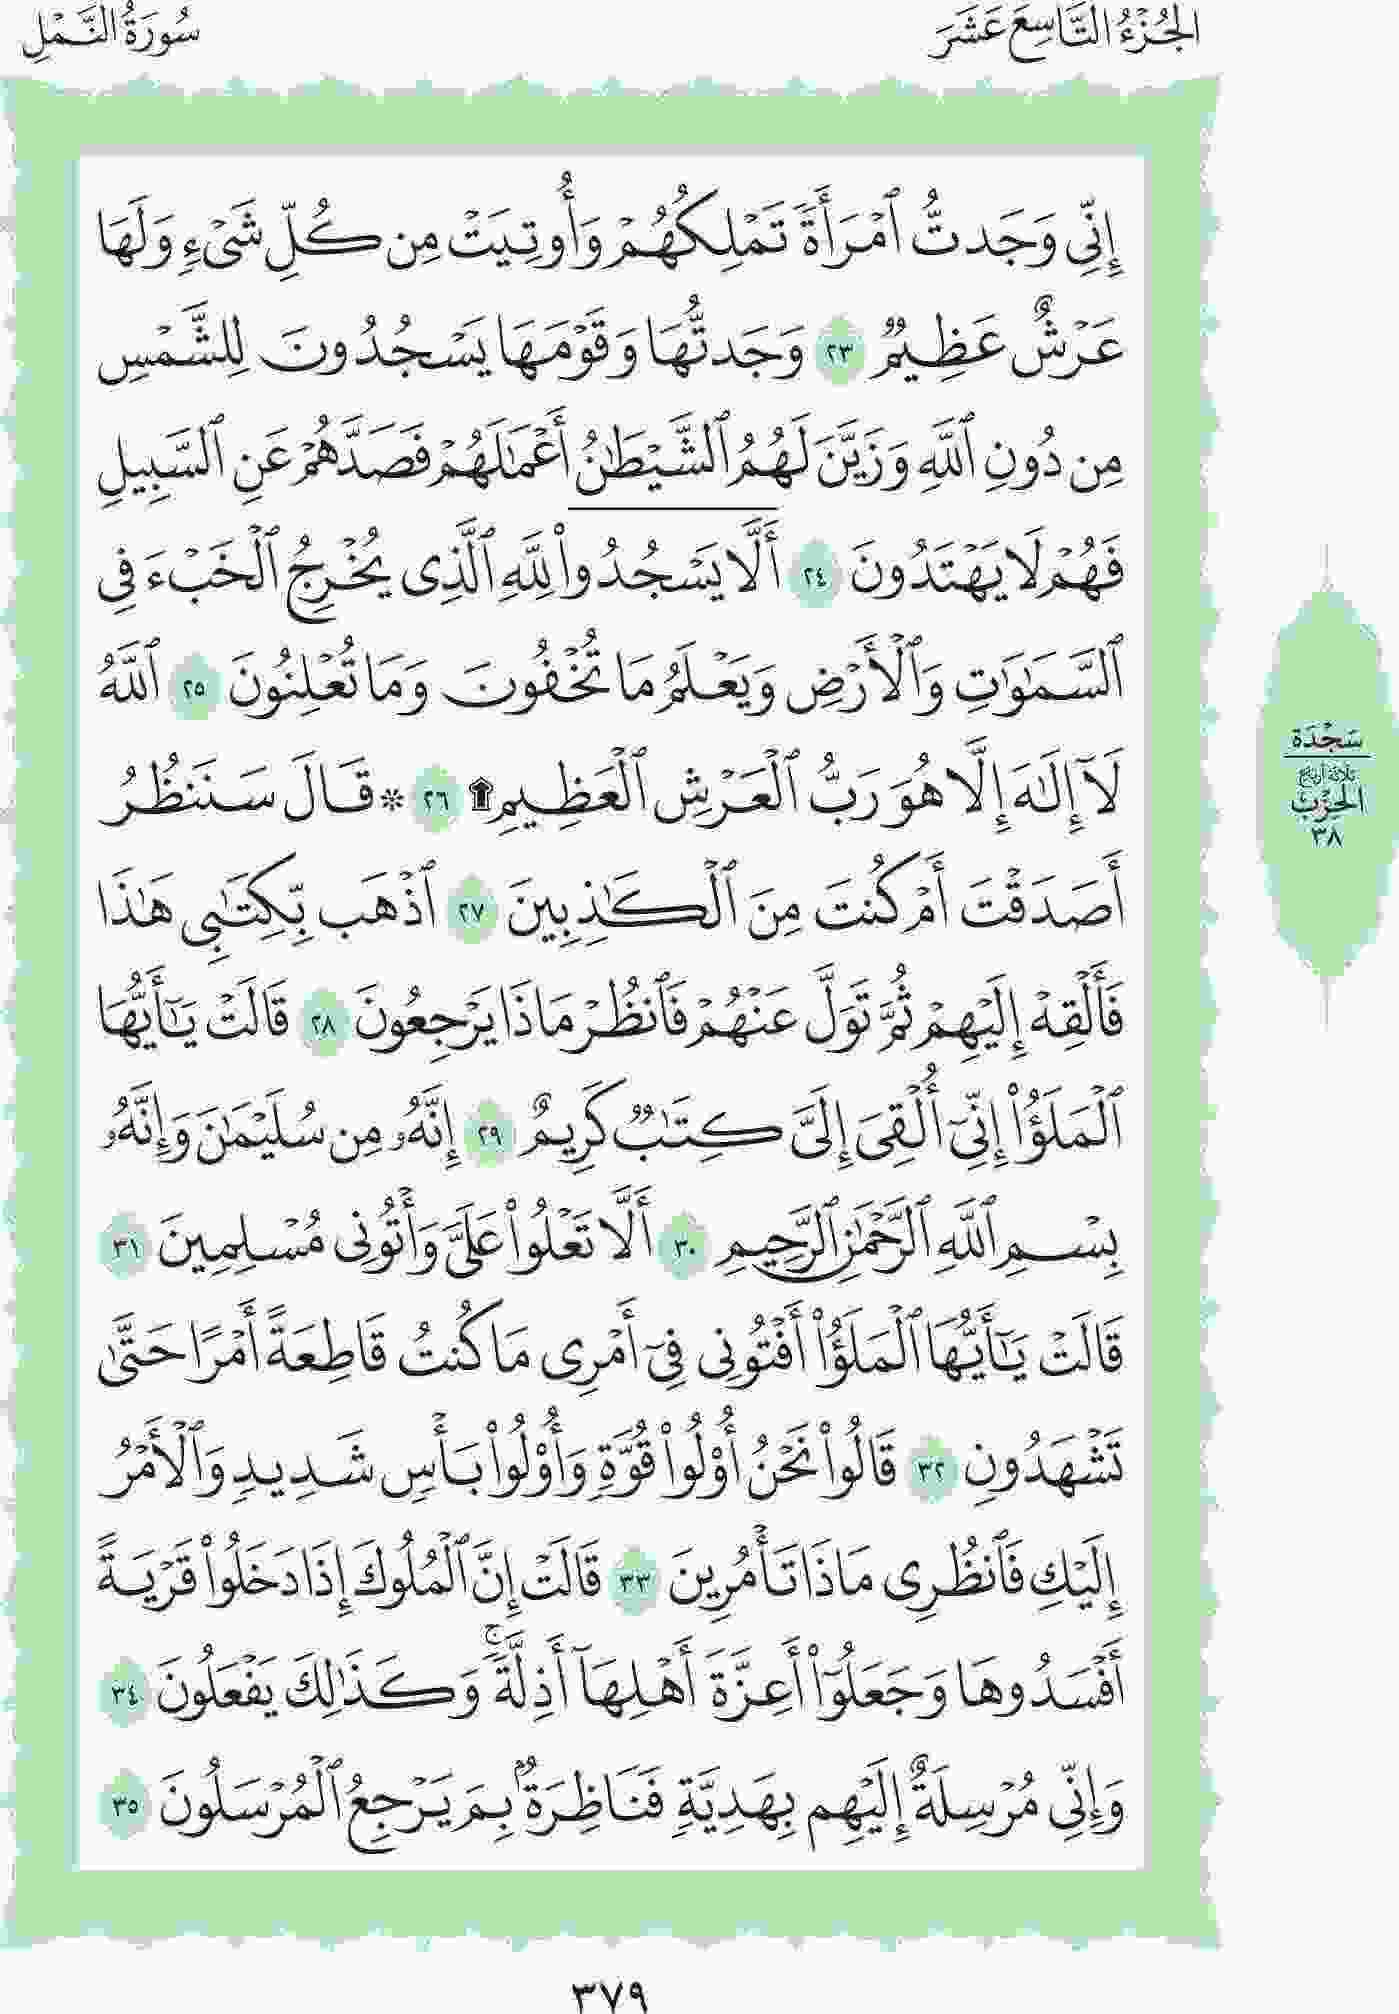 الجُزْءُ التَّاسِعَ عَشَرَ
سُورَةُ النَّمْلِ
إِنِّي وَجَدتُّ ٱمْرَأَةً تَمْلِكُهُمْ وَأُوتِيَتْ مِن كُلِّ شَىْءٍ وَلَهَا
عَرْشٌ عَظِيمٌ ٢٣ وَجَدتُّهَا وَقَوْمَهَا يَسْجُدُونَ لِلشَّمْسِ
مِن دُونِ ٱللَّهِ وَزَيَّنَ لَهُمُ ٱلشَّيْطَٰنُ أَعْمَٰلَهُمْ فَصَدَّهُمْ عَنِ ٱلسَّبِيلِ
فَهُمْ لَا يَهْتَدُونَ ٢٤ أَلَّا يَسْجُدُوا۟ لِلَّهِ ٱلَّذِى يُخْرِجُ ٱلْخَبْءَ فِى
ٱلسَّمَٰوَٰتِ وَٱلْأَرْضِ وَيَعْلَمُ مَا تُخْفُونَ وَمَا تُعْلِنُونَ ٢٥ ٱللَّهُ
لَآ إِلَٰهَ إِلَّا هُوَ رَبُّ ٱلْعَرْشِ ٱلْعَظِيمِ ۩ ٢٦ ۞ قَالَ سَنَنظُرُ
أَصَدَقْتَ أَمْ كُنتَ مِنَ ٱلْكَٰذِبِينَ ٢٧ ٱذْهَب بِّكِتَٰبِى هَٰذَا
فَأَلْقِهْ إِلَيْهِمْ ثُمَّ تَوَلَّ عَنْهُمْ فَٱنظُرْ مَاذَا يَرْجِعُونَ ٢٨ قَالَتْ يَٰٓأَيُّهَا
ٱلْمَلَؤُا۟ إِنِّىٓ أُلْقِىَ إِلَىَّ كِتَٰبٌ كَرِيمٌ ٢٩ إِنَّهُۥ مِن سُلَيْمَٰنَ وَإِنَّهُۥ
بِسْمِ ٱللَّهِ ٱلرَّحْمَٰنِ ٱلرَّحِيمِ ٣٠ أَلَّا تَعْلُوا۟ عَلَىَّ وَأْتُونِى مُسْلِمِينَ ٣١
قَالَتْ يَٰٓأَيُّهَا ٱلْمَلَؤُا۟ أَفْتُونِى فِىٓ أَمْرِى مَا كُنتُ قَاطِعَةً أَمْرًا حَتَّىٰ
تَشْهَدُونِ ٣٢ قَالُوا۟ نَحْنُ أُو۟لُوا۟ قُوَّةٍ وَأُو۟لُوا۟ بَأْسٍ شَدِيدٍ وَٱلْأَمْرُ
إِلَيْكِ فَٱنظُرِى مَاذَا تَأْمُرِينَ ٣٣ قَالَتْ إِنَّ ٱلْمُلُوكَ إِذَا دَخَلُوا۟ قَرْيَةً
أَفْسَدُوهَا وَجَعَلُوٓا۟ أَعِزَّةَ أَهْلِهَآ أَذِلَّةً ۖ وَكَذَٰلِكَ يَفْعَلُونَ ٣٤
وَإِنِّى مُرْسِلَةٌ إِلَيْهِم بِهَدِيَّةٍ فَنَاظِرَةٌۢ بِمَ يَرْجِعُ ٱلْمُرْسَلُونَ ٣٥
سَجْدَة
ثلاثة أرباع
الحِزْب
٣٨
٣٧٩